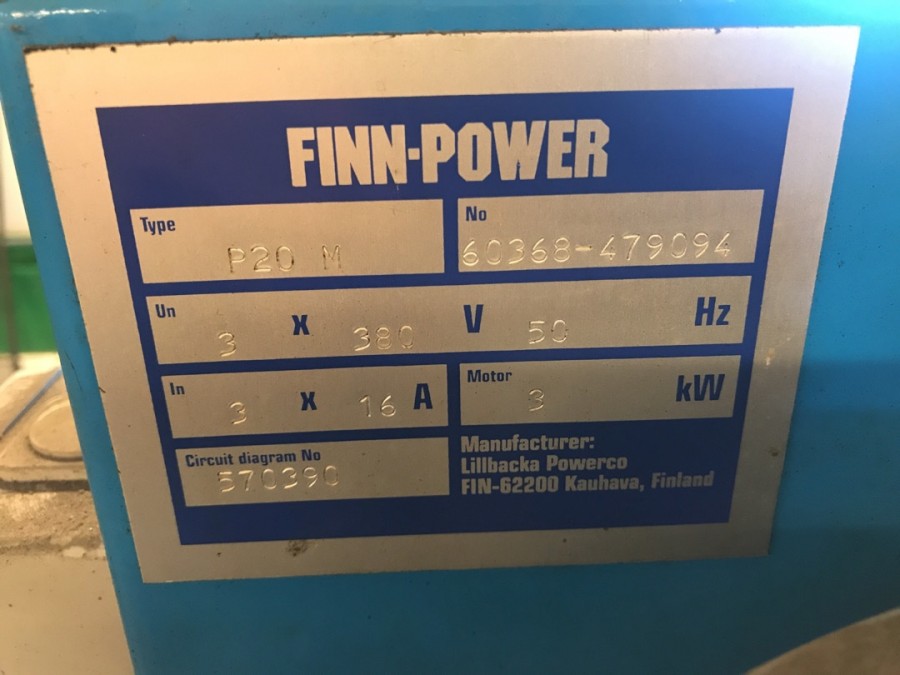 FINN-POWER
Type P20 M
No 60368-479094
Un 3 x 380 V 50 Hz
In 3 x 16 A
Motor 3 kW
Circuit diagram No 570390
Manufacturer:
Lillbacka Powerco
FIN-62200 Kauhava, Finland